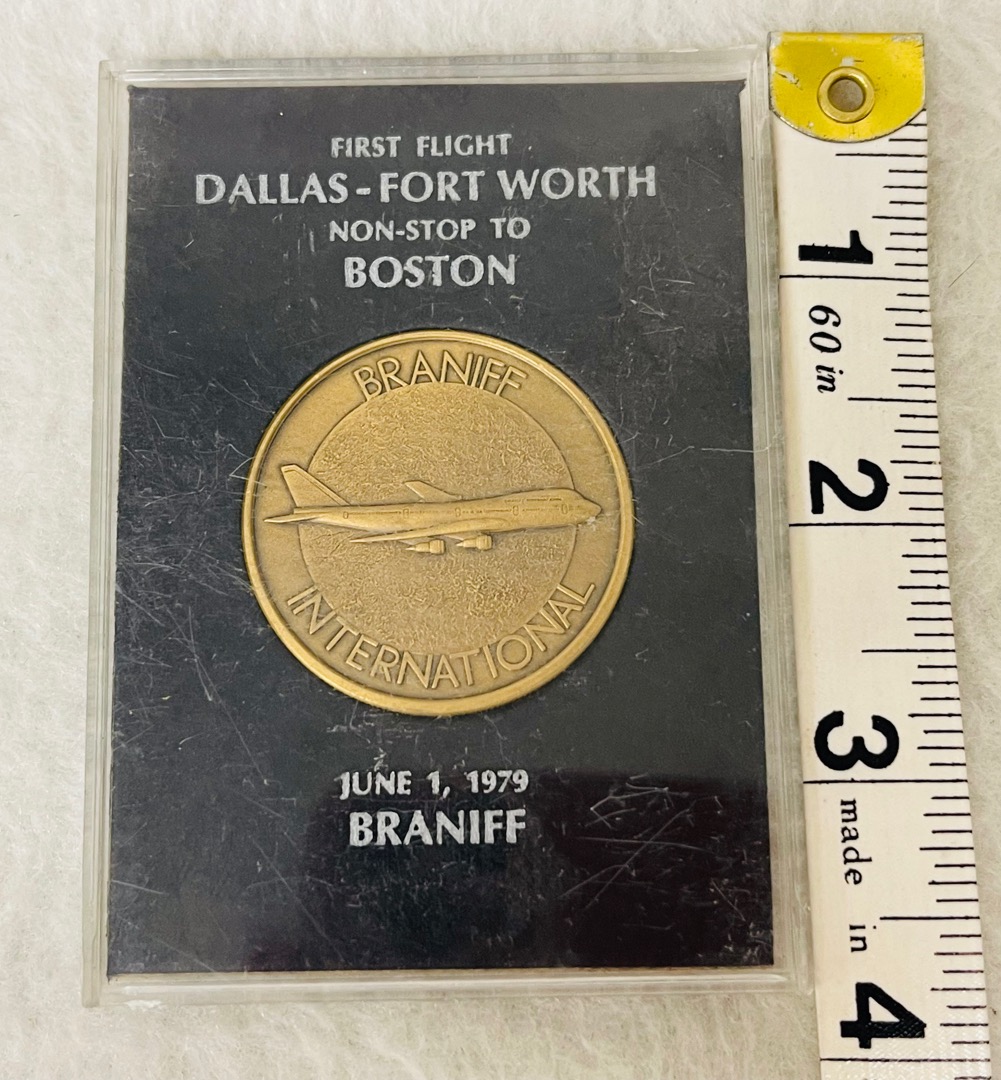 FIRST FLIGHT
DALLAS-FORT WORTH
NON-STOP TO
BOSTON
BRANIFF
INTERNATIONAL
JUNE 1, 1979
BRANIFF
1
60 in
2
3
made in
4